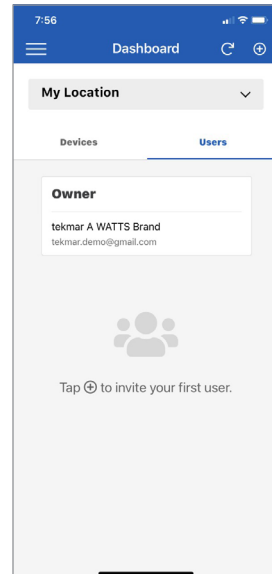 7:56
Dashboard
My Location
Devices
Users
Owner
tekmar A WATTS Brand
tekmar.demo@gmail.com
Tap ⊕ to invite your first user.